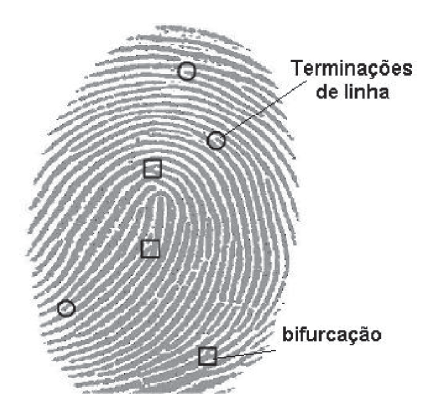 Terminações
de linha
bifurcação